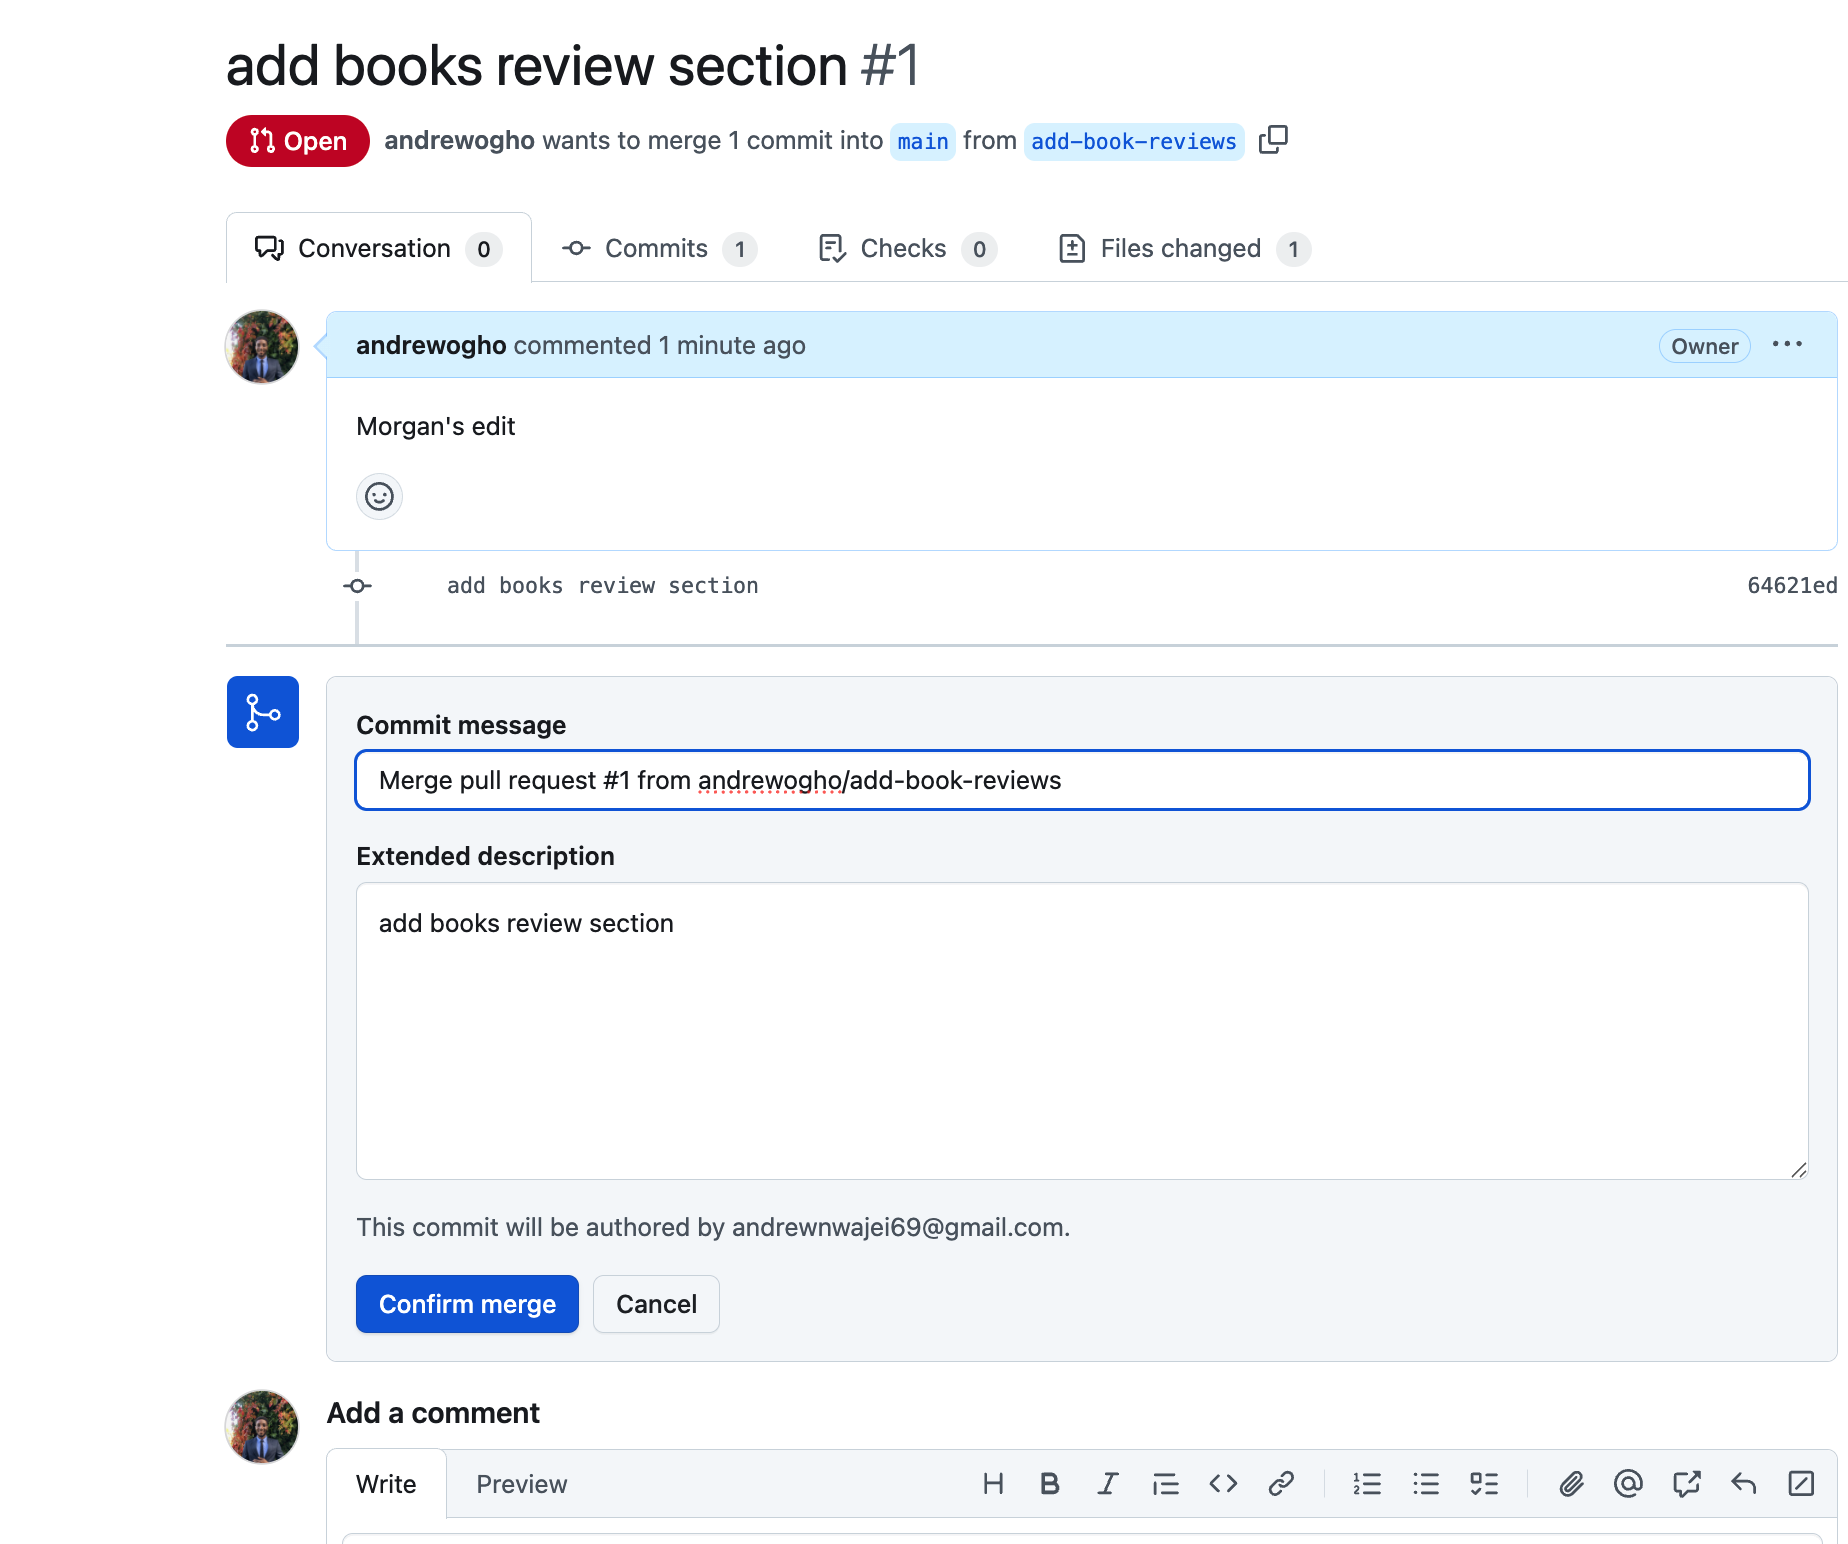 add books review section #1
Open andrewogho wants to merge 1 commit into main from add-book-reviews
Conversation 0 Commits 1 Checks 0 Files changed 1
andrewogho commented 1 minute ago Owner
Morgan's edit
add books review section 64621ed
Commit message
Merge pull request #1 from andrewogho/add-book-reviews
Extended description
add books review section
This commit will be authored by andrewnwajei69@gmail.com.
Confirm merge Cancel
Add a comment
Write Preview